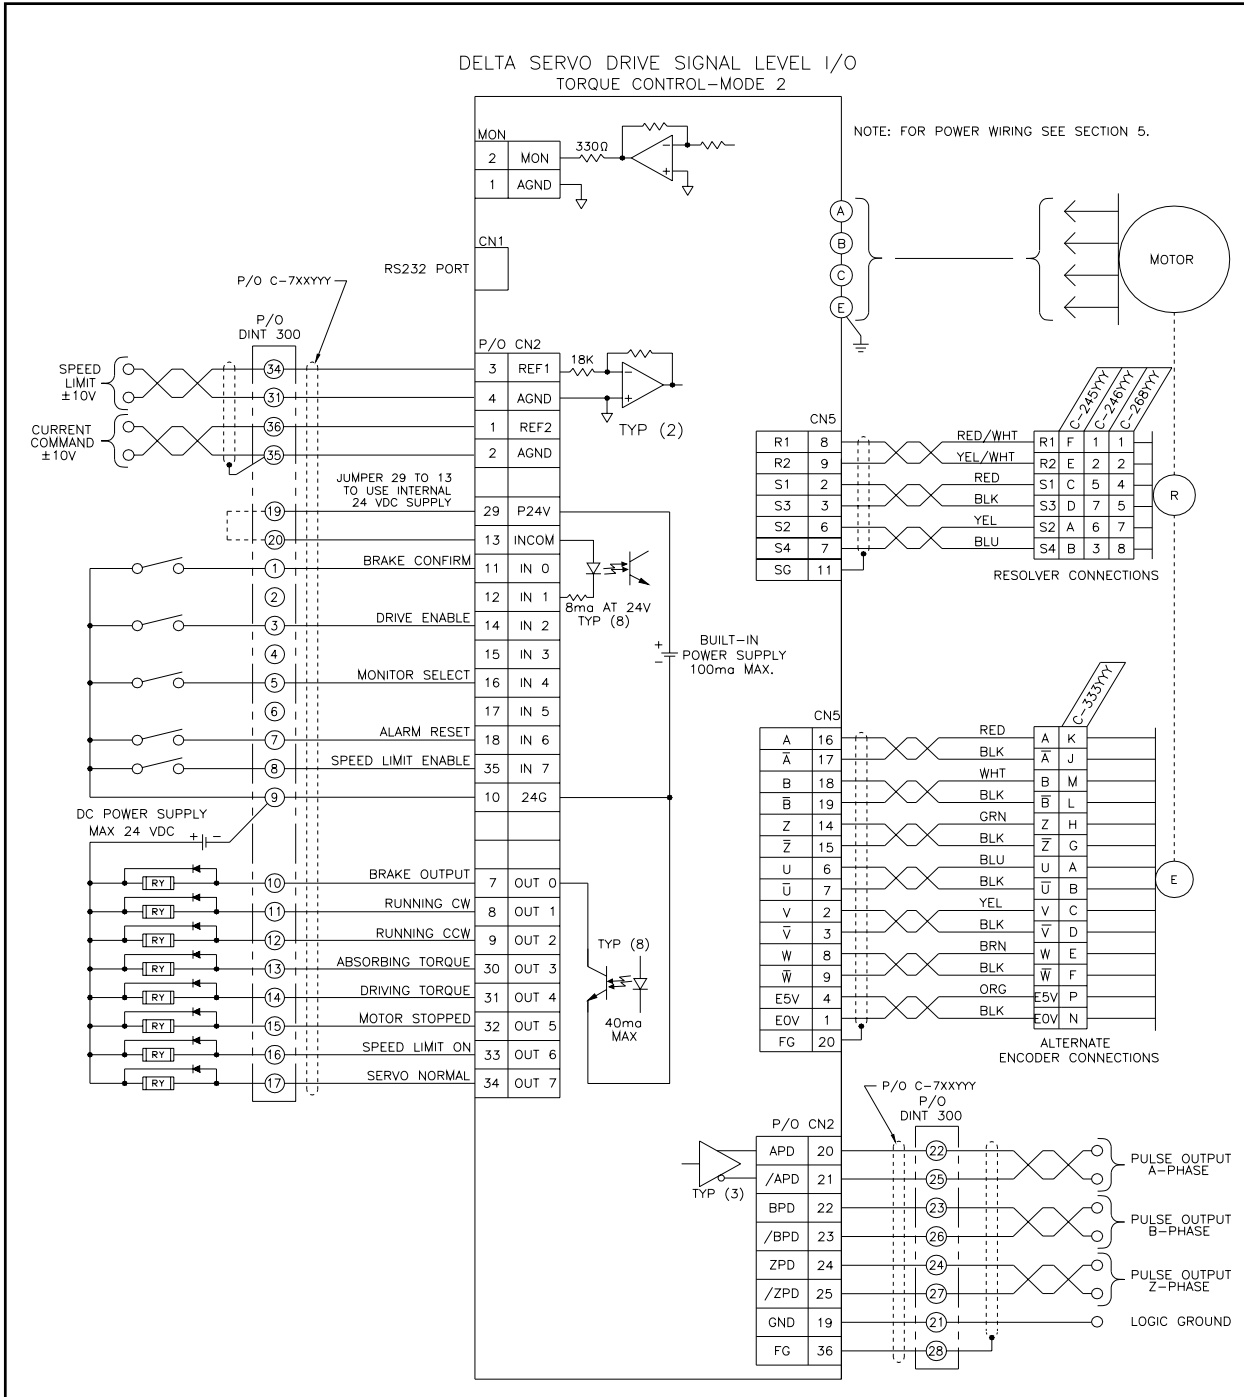 DELTA SERVO DRIVE SIGNAL LEVEL I/O
TORQUE CONTROL-MODE 2
NOTE: FOR POWER WIRING SEE SECTION 5.
MON
2 MON
1 AGND
330Ω
- +
CN1
RS232 PORT
A
B
C
E
MOTOR
P/O C-7XXYYY
P/O
DINT 300
P/O CN2
SPEED
LIMIT
±10V
34
31
3 REF1
4 AGND
18K
- +
TYP (2)
CURRENT
COMMAND
±10V
36
35
1 REF2
2 AGND
JUMPER 29 TO 13
TO USE INTERNAL
24 VDC SUPPLY
19 29 P24V
20 13 INCOM
1 BRAKE CONFIRM 11 IN 0
2 12 IN 1
3 DRIVE ENABLE 14 IN 2
4 15 IN 3
5 MONITOR SELECT 16 IN 4
6 17 IN 5
7 ALARM RESET 18 IN 6
8 SPEED LIMIT ENABLE 35 IN 7
9 10 24G
8ma AT 24V
TYP (8)
+
-
BUILT-IN
POWER SUPPLY
100ma MAX.
DC POWER SUPPLY
MAX 24 VDC
+ -
RY 10 BRAKE OUTPUT 7 OUT 0
RY 11 RUNNING CW 8 OUT 1
RY 12 RUNNING CCW 9 OUT 2
RY 13 ABSORBING TORQUE 30 OUT 3
RY 14 DRIVING TORQUE 31 OUT 4
RY 15 MOTOR STOPPED 32 OUT 5
RY 16 SPEED LIMIT ON 33 OUT 6
RY 17 SERVO NORMAL 34 OUT 7
TYP (8)
40ma
MAX
CN5
C-245YYY C-246YYY C-268YYY
R1 8 RED/WHT R1 F 1 1
R2 9 YEL/WHT R2 E 2 2
S1 2 RED S1 C 5 4
S3 3 BLK S3 D 7 5
S2 6 YEL S2 A 6 7
S4 7 BLU S4 B 3 8
SG 11
R
RESOLVER CONNECTIONS
CN5
C-333YYY
A 16 RED A K
A̅ 17 BLK A̅ J
B 18 WHT B M
B̅ 19 BLK B̅ L
Z 14 GRN Z H
Z̅ 15 BLK Z̅ G
U 6 BLU U A
U̅ 7 BLK U̅ B
V 2 YEL V C
V̅ 3 BLK V̅ D
W 8 BRN W E
W̅ 9 BLK W̅ F
E5V 4 ORG E5V P
E0V 1 BLK E0V N
FG 20
E
ALTERNATE
ENCODER CONNECTIONS
P/O C-7XXYYY
P/O
DINT 300
P/O CN2
TYP (3)
APD 20 22
/APD 21 25
PULSE OUTPUT
A-PHASE
BPD 22 23
/BPD 23 26
PULSE OUTPUT
B-PHASE
ZPD 24 24
/ZPD 25 27
PULSE OUTPUT
Z-PHASE
GND 19 21 LOGIC GROUND
FG 36 28